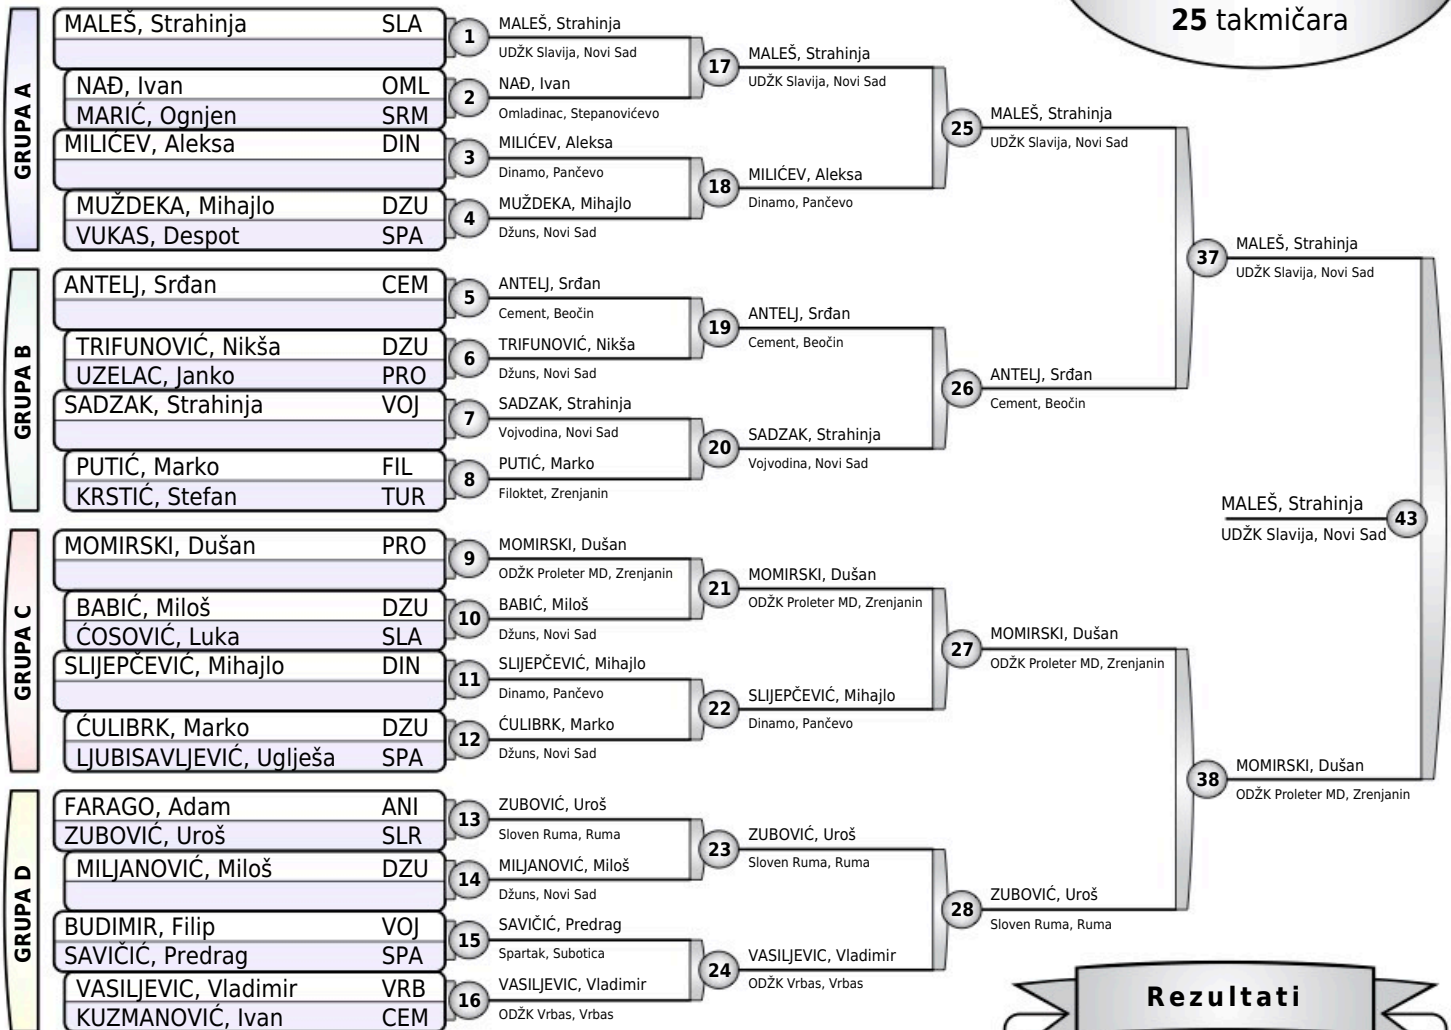 25 takmičara
GRUPA A
MALEŠ, Strahinja SLA
NAĐ, Ivan OML
MARIĆ, Ognjen SRM
MILIĆEV, Aleksa DIN
MUŽDEKA, Mihajlo DZU
VUKAS, Despot SPA
GRUPA B
ANTELJ, Srđan CEM
TRIFUNOVIĆ, Nikša DZU
UZELAC, Janko PRO
SADZAK, Strahinja VOJ
PUTIĆ, Marko FIL
KRSTIĆ, Stefan TUR
GRUPA C
MOMIRSKI, Dušan PRO
BABIĆ, Miloš DZU
ĆOSOVIĆ, Luka SLA
SLIJEPČEVIĆ, Mihajlo DIN
ĆULIBRK, Marko DZU
LJUBISAVLJEVIĆ, Uglješa SPA
GRUPA D
FARAGO, Adam ANI
ZUBOVIĆ, Uroš SLR
MILJANOVIĆ, Miloš DZU
BUDIMIR, Filip VOJ
SAVIČIĆ, Predrag SPA
VASILJEVIC, Vladimir VRB
KUZMANOVIĆ, Ivan CEM
1 MALEŠ, Strahinja
UDŽK Slavija, Novi Sad
2 NAĐ, Ivan
Omladinac, Stepanovićevo
3 MILIĆEV, Aleksa
Dinamo, Pančevo
4 MUŽDEKA, Mihajlo
Džuns, Novi Sad
5 ANTELJ, Srđan
Cement, Beočin
6 TRIFUNOVIĆ, Nikša
Džuns, Novi Sad
7 SADZAK, Strahinja
Vojvodina, Novi Sad
8 PUTIĆ, Marko
Filoktet, Zrenjanin
9 MOMIRSKI, Dušan
ODŽK Proleter MD, Zrenjanin
10 BABIĆ, Miloš
Džuns, Novi Sad
11 SLIJEPČEVIĆ, Mihajlo
Dinamo, Pančevo
12 ĆULIBRK, Marko
Džuns, Novi Sad
13 ZUBOVIĆ, Uroš
Sloven Ruma, Ruma
14 MILJANOVIĆ, Miloš
Džuns, Novi Sad
15 SAVIČIĆ, Predrag
Spartak, Subotica
16 VASILJEVIC, Vladimir
ODŽK Vrbas, Vrbas
17 MALEŠ, Strahinja
UDŽK Slavija, Novi Sad
18 MILIĆEV, Aleksa
Dinamo, Pančevo
19 ANTELJ, Srđan
Cement, Beočin
20 SADZAK, Strahinja
Vojvodina, Novi Sad
21 MOMIRSKI, Dušan
ODŽK Proleter MD, Zrenjanin
22 SLIJEPČEVIĆ, Mihajlo
Dinamo, Pančevo
23 ZUBOVIĆ, Uroš
Sloven Ruma, Ruma
24 VASILJEVIC, Vladimir
ODŽK Vrbas, Vrbas
25 MALEŠ, Strahinja
UDŽK Slavija, Novi Sad
26 ANTELJ, Srđan
Cement, Beočin
27 MOMIRSKI, Dušan
ODŽK Proleter MD, Zrenjanin
28 ZUBOVIĆ, Uroš
Sloven Ruma, Ruma
37 MALEŠ, Strahinja
UDŽK Slavija, Novi Sad
38 MOMIRSKI, Dušan
ODŽK Proleter MD, Zrenjanin
MALEŠ, Strahinja 43
UDŽK Slavija, Novi Sad
Rezultati